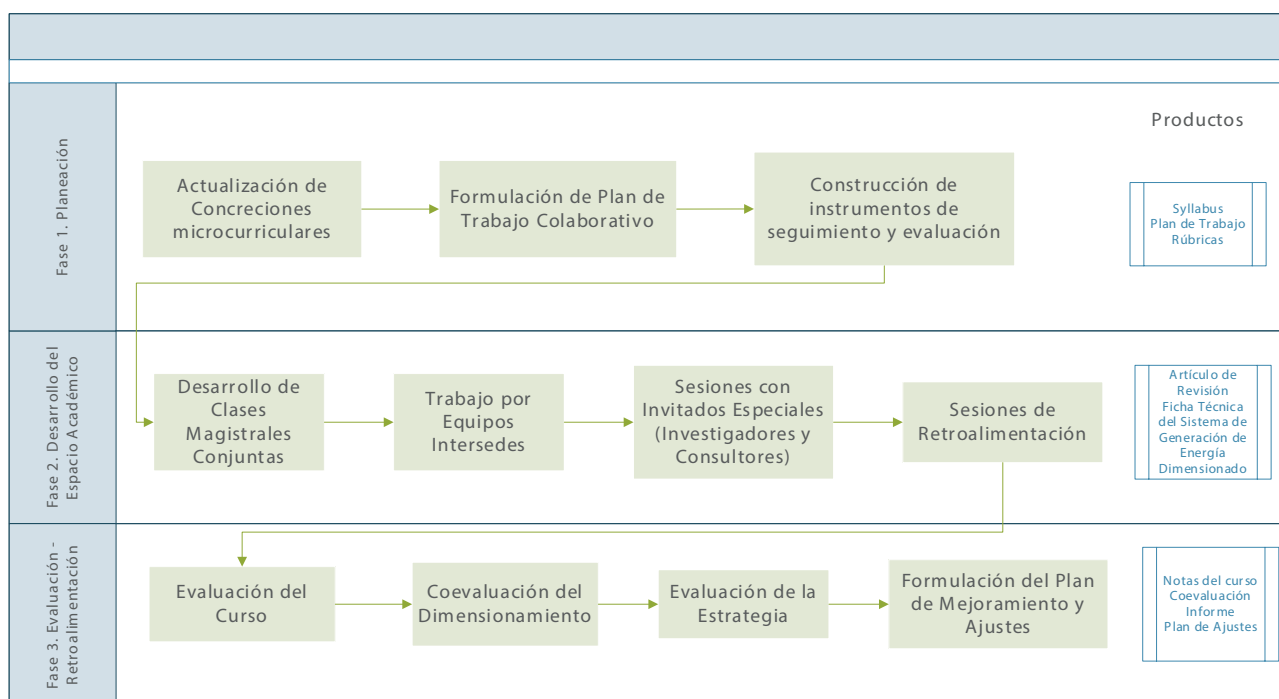 Productos
Fase 1. Planeación
Actualización de
Concreciones
microcurriculares
Formulación de Plan de
Trabajo Colaborativo
Construcción de
instrumentos de
seguimiento y evaluación
Syllabus
Plan de Trabajo
Rúbricas
Fase 2. Desarrollo del
Espacio Académico
Desarrollo de
Clases
Magistrales
Conjuntas
Trabajo por
Equipos
Intersedes
Sesiones con
Invitados Especiales
(Investigadores y
Consultores)
Sesiones de
Retroalimentación
Artículo de
Revisión
Ficha Técnica
del Sistema de
Generación de
Energía
Dimensionado
Fase 3. Evaluación -
Retroalimentación
Evaluación del
Curso
Coevaluación del
Dimensionamiento
Evaluación de la
Estrategia
Formulación del Plan
de Mejoramiento y
Ajustes
Notas del curso
Coevaluación
Informe
Plan de Ajustes